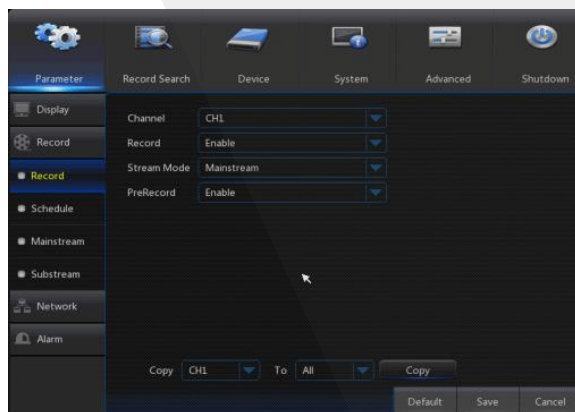 Parameter Record Search Device System Advanced Shutdown
Display
Record
Record
Schedule
Mainstream
Substream
Network
Alarm
Channel CH1
Record Enable
Stream Mode Mainstream
PreRecord Enable
Copy CH1 To All Copy
Default Save Cancel